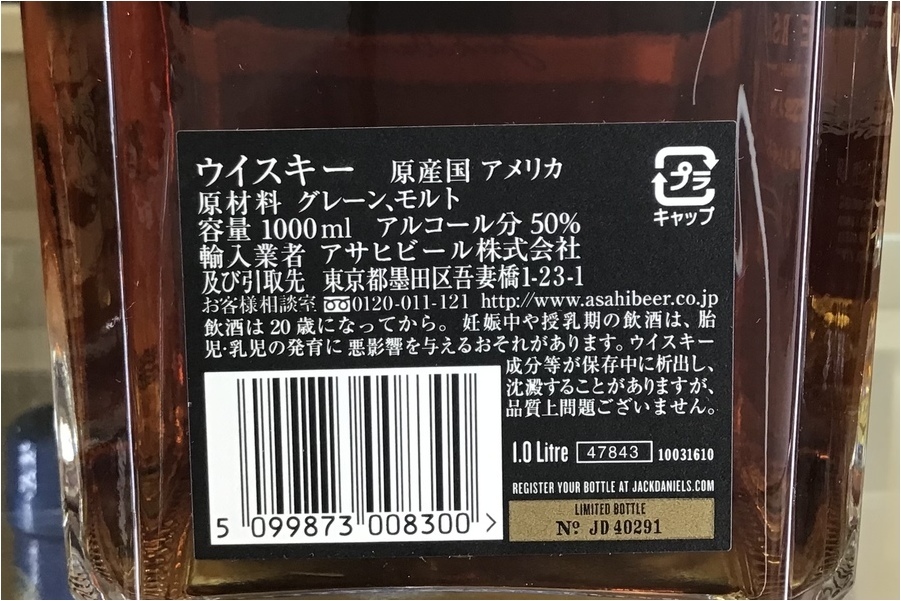 ウイスキー 原産国 アメリカ
原材料 グレーン、モルト
容量 1000ml アルコール分 50%
輸入業者 アサヒビール株式会社
及び引取先 東京都墨田区吾妻橋1-23-1
お客様相談室 0120-011-121 http://www.asahibeer.co.jp
飲酒は20歳になってから。妊娠中や授乳期の飲酒は、胎
児・乳児の発育に悪影響を与えるおそれがあります。ウイスキー
成分等が保存中に析出し、
沈澱することがありますが、
品質上問題ございません。
プラ
キャップ
5 099873 008300 >
1.0 Litre 47843 10031610
REGISTER YOUR BOTTLE AT JACKDANIELS.COM
LIMITED BOTTLE
Nº JD 40291